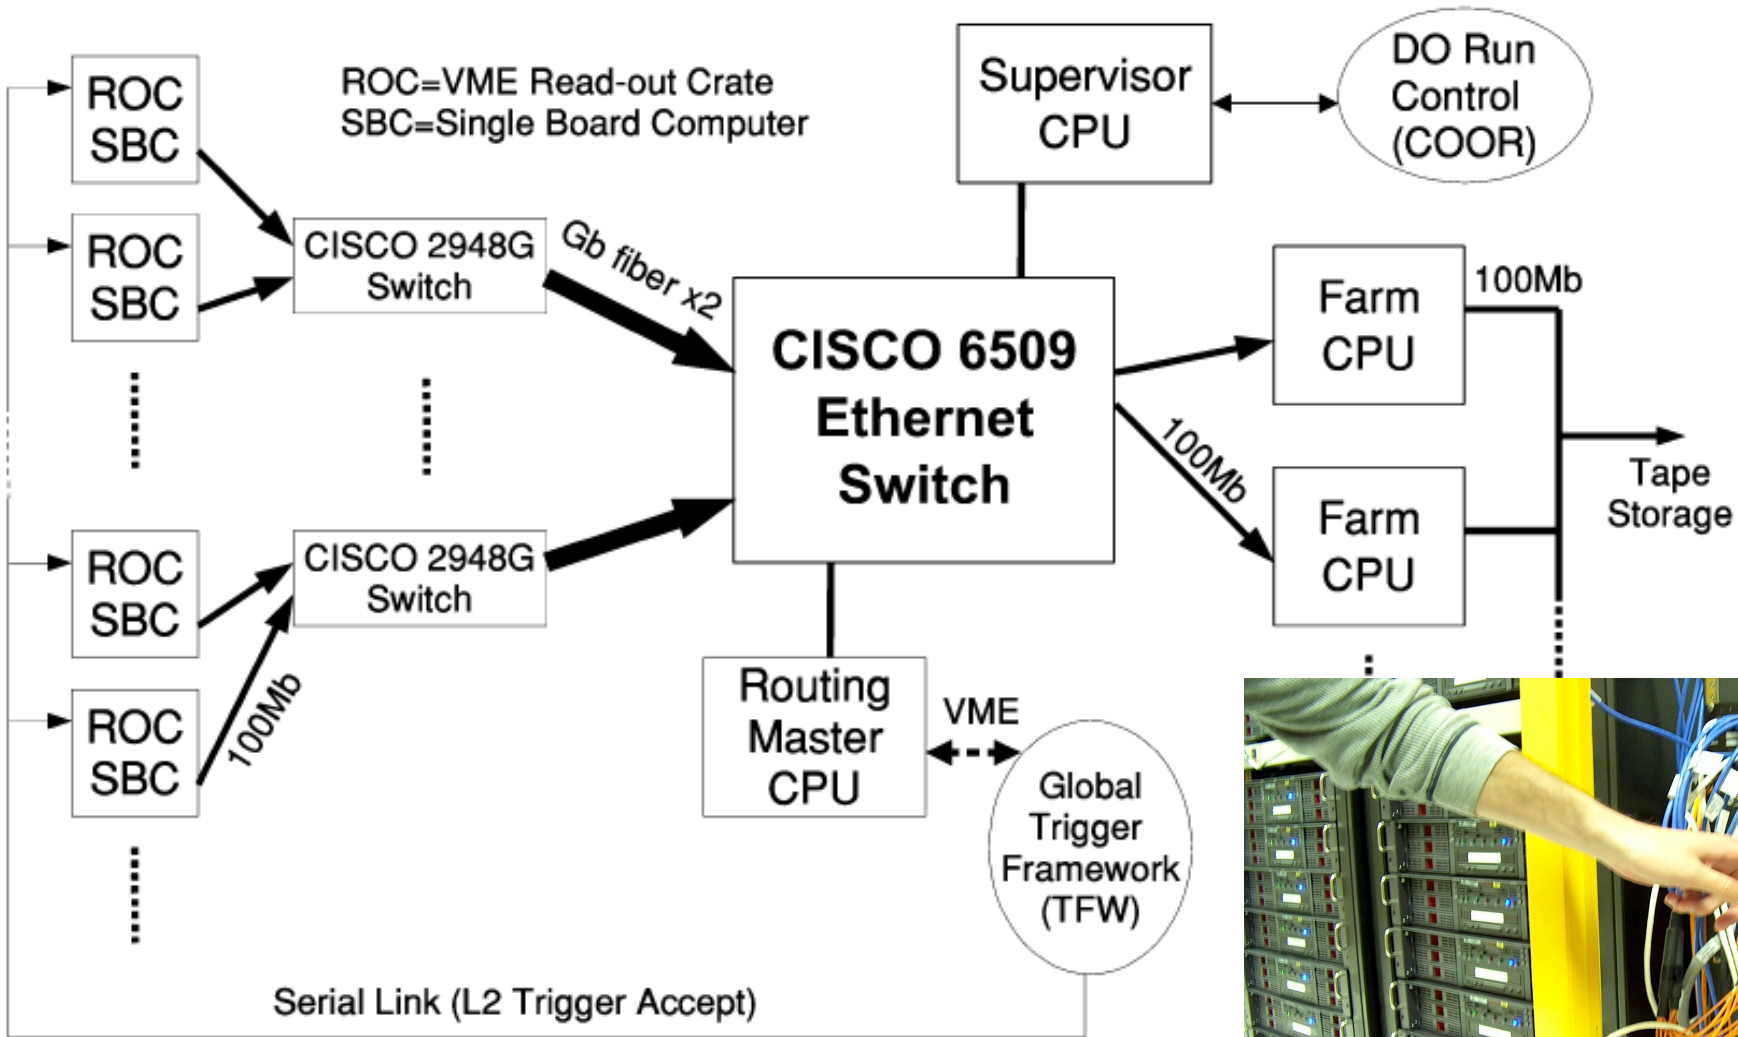 ROC
SBC
ROC=VME Read-out Crate
SBC=Single Board Computer
Supervisor
CPU
DO Run
Control
(COOR)
ROC
SBC
CISCO 2948G
Switch
Gb fiber x2
CISCO 6509
Ethernet
Switch
Farm
CPU
100Mb
100Mb
Farm
CPU
Tape
Storage
ROC
SBC
CISCO 2948G
Switch
ROC
SBC
100Mb
Routing
Master
CPU
VME
Global
Trigger
Framework
(TFW)
Serial Link (L2 Trigger Accept)